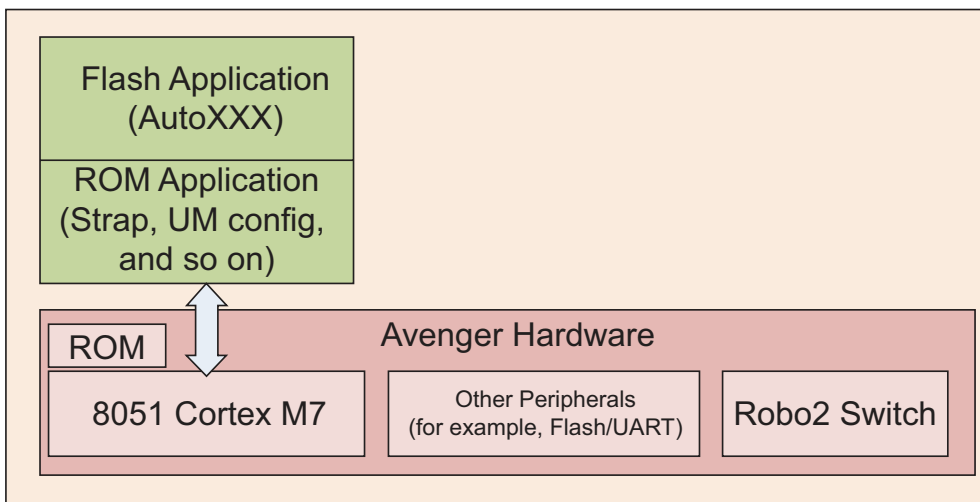 Flash Application
(AutoXXX)
ROM Application
(Strap, UM config,
and so on)
Avenger Hardware
ROM
8051 Cortex M7
Other Peripherals
(for example, Flash/UART)
Robo2 Switch